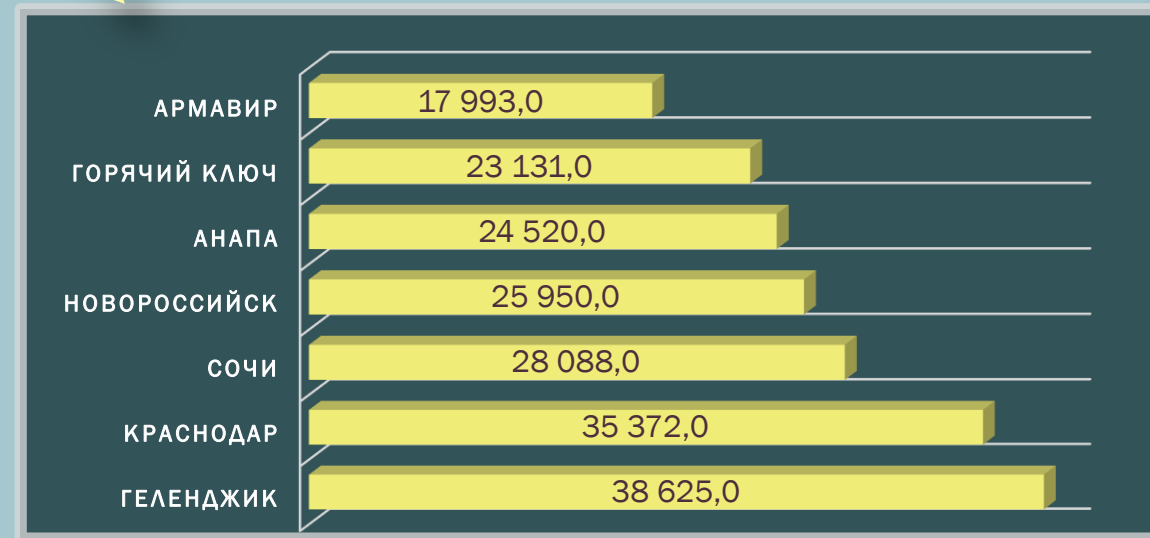 АРМАВИР 17 993,0
ГОРЯЧИЙ КЛЮЧ 23 131,0
АНАПА 24 520,0
НОВОРОССИЙСК 25 950,0
СОЧИ 28 088,0
КРАСНОДАР 35 372,0
ГЕЛЕНДЖИК 38 625,0